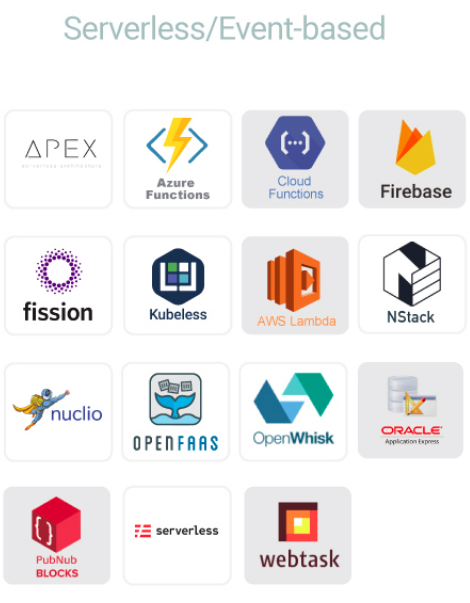 Serverless/Event-based
APEX
serverless architecture
Azure
Functions
Cloud
Functions
Firebase
fission
Kubeless
AWS Lambda
NStack
nuclio
OPENFAAS
OpenWhisk
ORACLE
Application Express
PubNub
BLOCKS
serverless
webtask